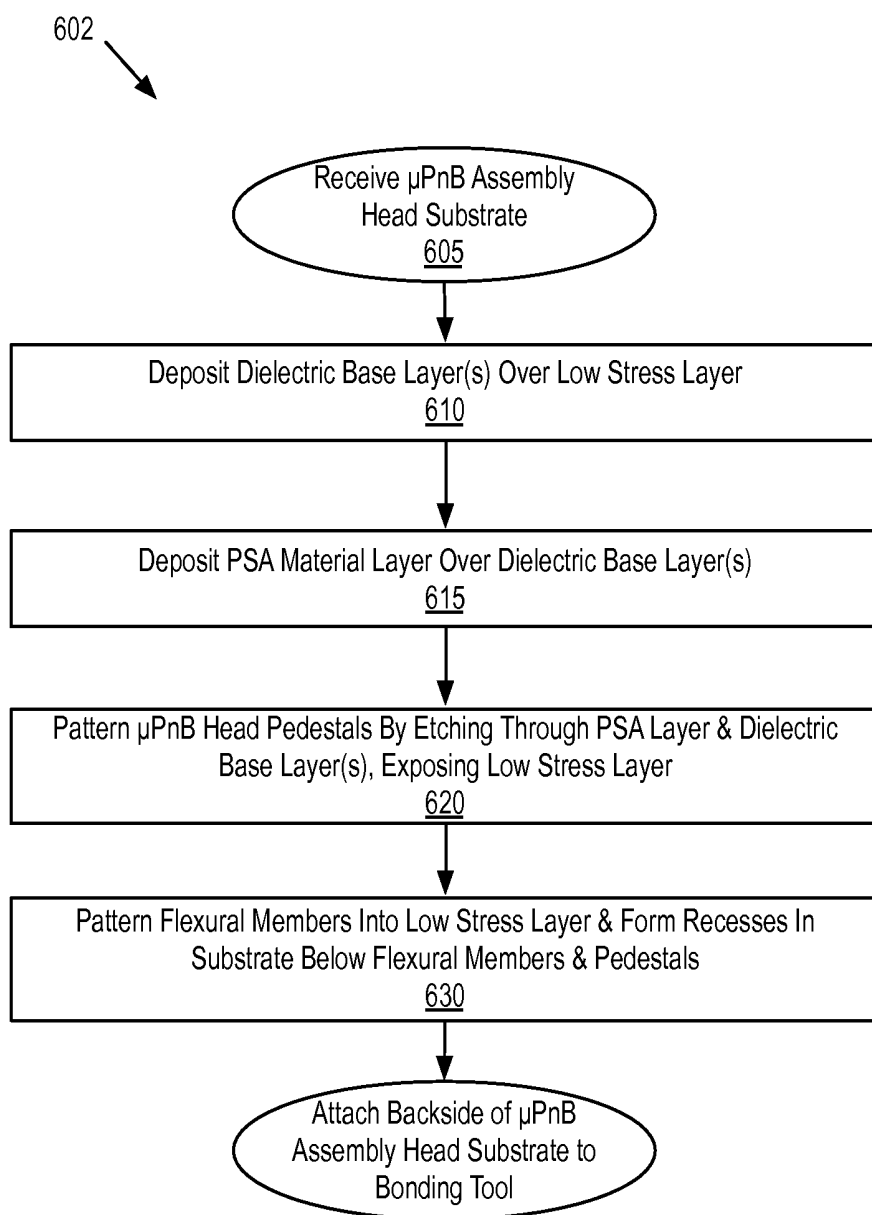 602
Receive µPnB Assembly
Head Substrate
605
Deposit Dielectric Base Layer(s) Over Low Stress Layer
610
Deposit PSA Material Layer Over Dielectric Base Layer(s)
615
Pattern µPnB Head Pedestals By Etching Through PSA Layer & Dielectric
Base Layer(s), Exposing Low Stress Layer
620
Pattern Flexural Members Into Low Stress Layer & Form Recesses In
Substrate Below Flexural Members & Pedestals
630
Attach Backside of µPnB
Assembly Head Substrate to
Bonding Tool